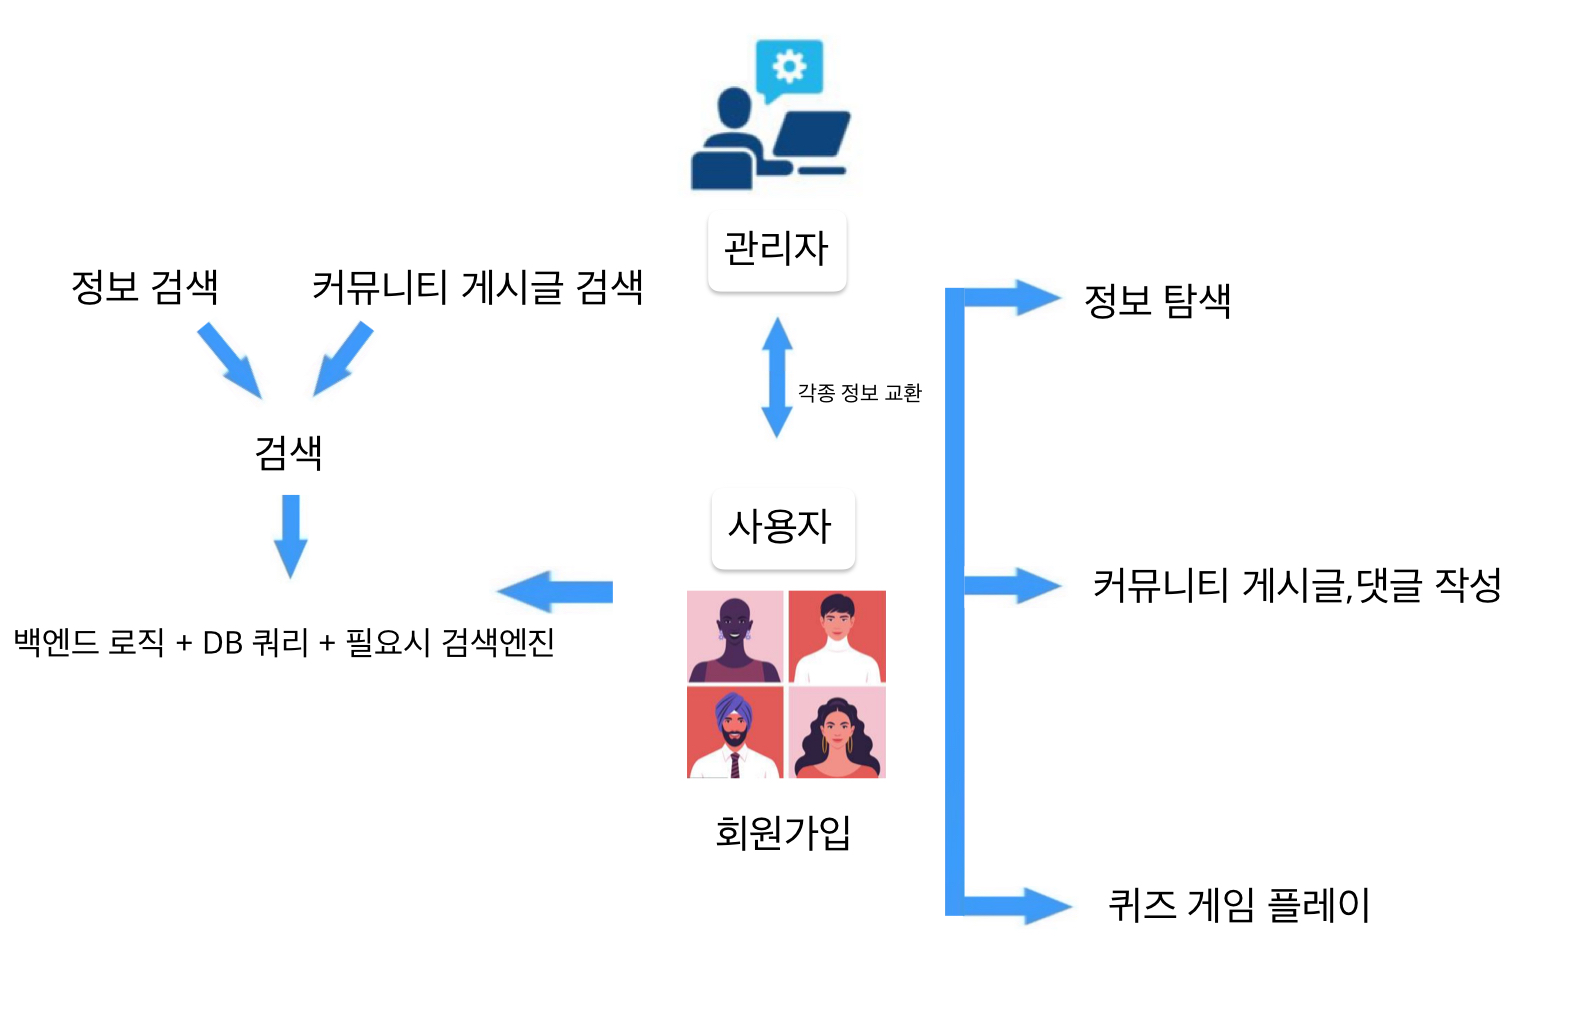 관리자
정보 검색
커뮤니티 게시글 검색
정보 탐색
각종 정보 교환
검색
사용자
커뮤니티 게시글,댓글 작성
백엔드 로직 + DB 쿼리 + 필요시 검색엔진
회원가입
퀴즈 게임 플레이